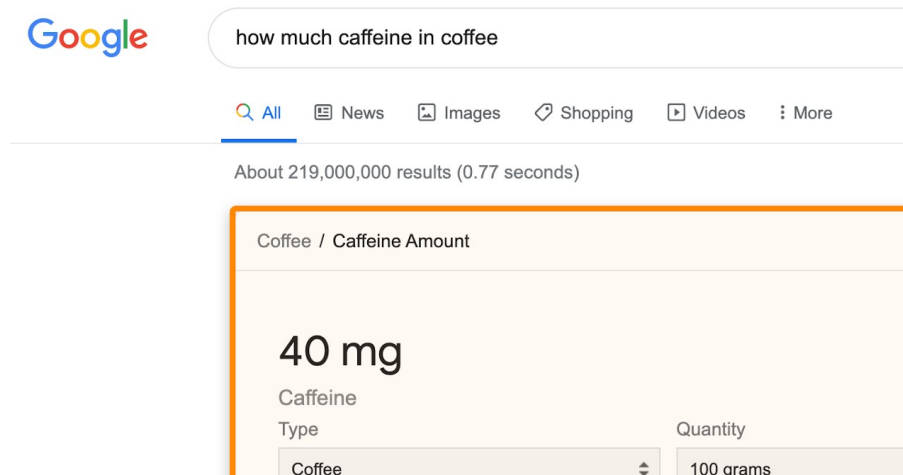 Google
how much caffeine in coffee
All News Images Shopping Videos More
About 219,000,000 results (0.77 seconds)
Coffee / Caffeine Amount
40 mg
Caffeine
Type Quantity
Coffee 100 grams